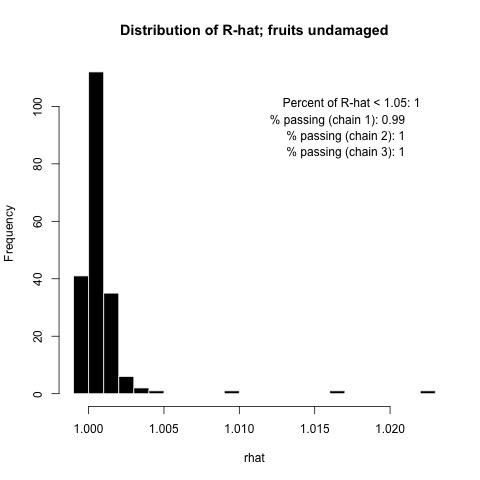 Distribution of R-hat; fruits undamaged
Percent of R-hat < 1.05: 1
% passing (chain 1): 0.99
% passing (chain 2): 1
% passing (chain 3): 1
Frequency
100
80
60
40
20
0
1.000 1.005 1.010 1.015 1.020
rhat